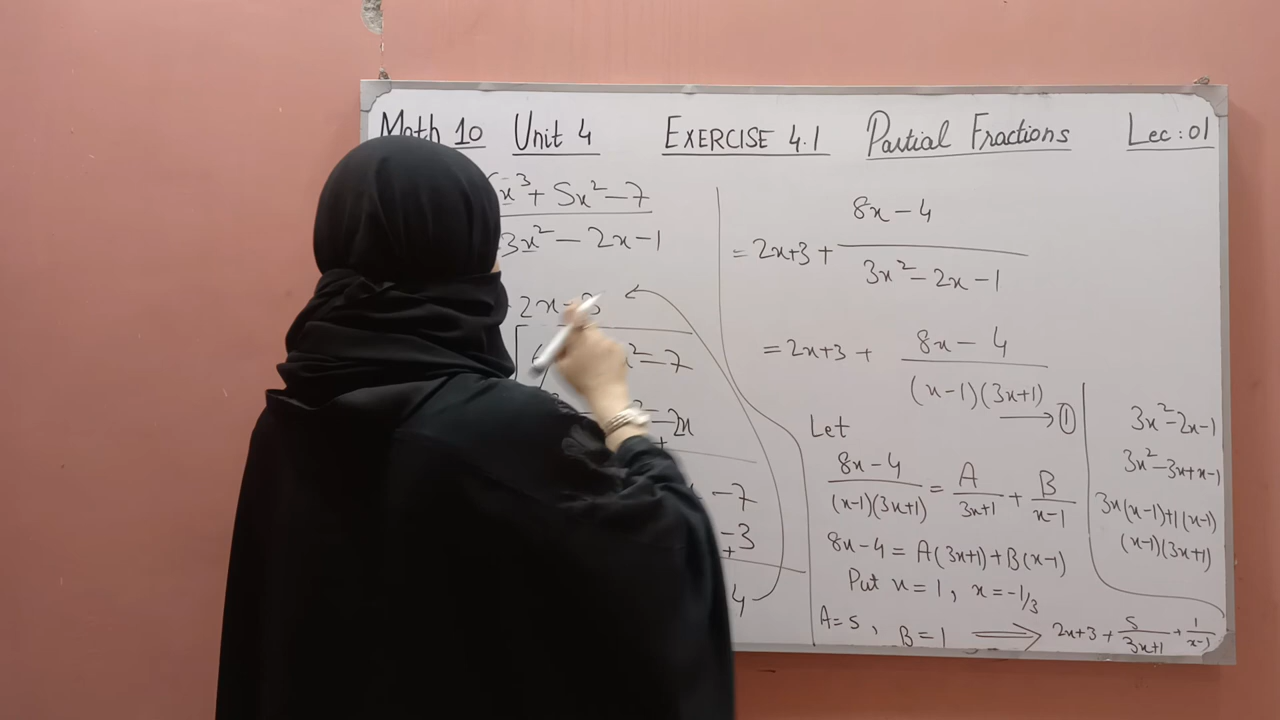 Math 10 Unit 4 EXERCISE 4.1 Partial Fractions Lec: 01
x³ + 5x² - 7
3x² - 2x - 1
2x
x² - 7
- 2x
+
- 7
- 3
+
4
8x - 4
= 2x+3 +
3x² - 2x - 1
8x - 4
= 2x+3 +
(x-1)(3x+1)
→ ①
Let
8x - 4 / (x-1)(3x+1) = A / 3x+1 + B / x-1
8x - 4 = A(3x+1) + B(x-1)
Put x = 1, x = -1/3
A = 5, B = 1 ⟹ 2x+3 + 5 / 3x+1 + 1 / x-1
3x² - 2x - 1
3x² - 3x + x - 1
3x(x-1)+1(x-1)
(x-1)(3x+1)